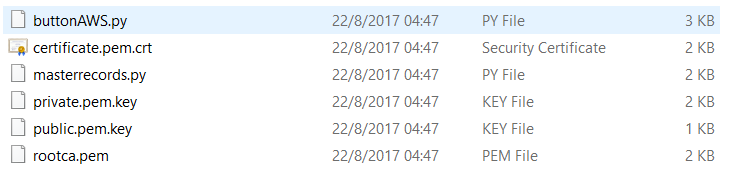 buttonAWS.py 22/8/2017 04:47 PY File 3 KB
certificate.pem.crt 22/8/2017 04:47 Security Certificate 2 KB
masterrecords.py 22/8/2017 04:47 PY File 2 KB
private.pem.key 22/8/2017 04:47 KEY File 2 KB
public.pem.key 22/8/2017 04:47 KEY File 1 KB
rootca.pem 22/8/2017 04:47 PEM File 2 KB